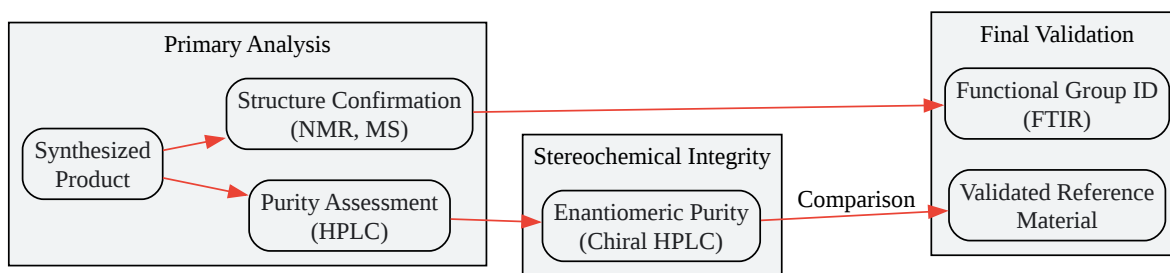 Primary Analysis
Synthesized
Product
Structure Confirmation
(NMR, MS)
Purity Assessment
(HPLC)
Stereochemical Integrity
Enantiomeric Purity
(Chiral HPLC)
Comparison
Final Validation
Functional Group ID
(FTIR)
Validated Reference
Material